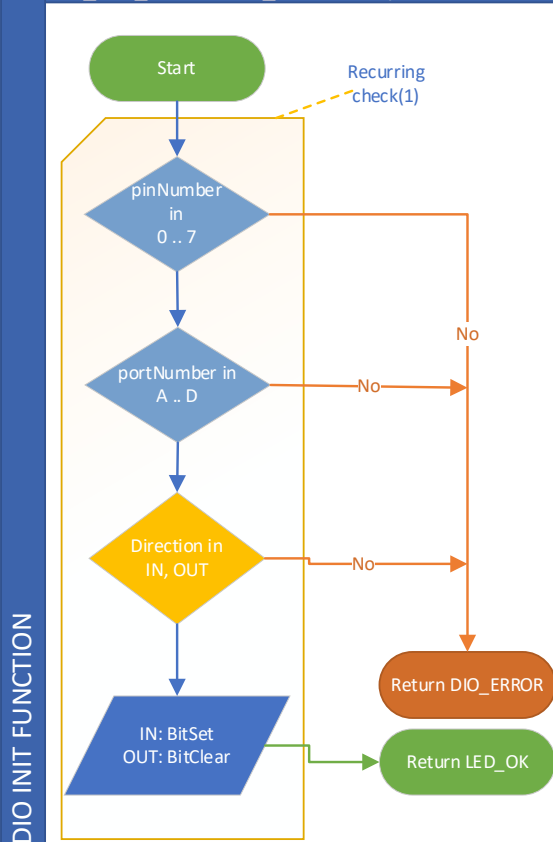 Start
Recurring
check(1)
pinNumber
in
0 .. 7
No
portNumber in
A .. D
No
Direction in
IN, OUT
No
Return DIO_ERROR
IN: BitSet
OUT: BitClear
Return LED_OK
DIO INIT FUNCTION